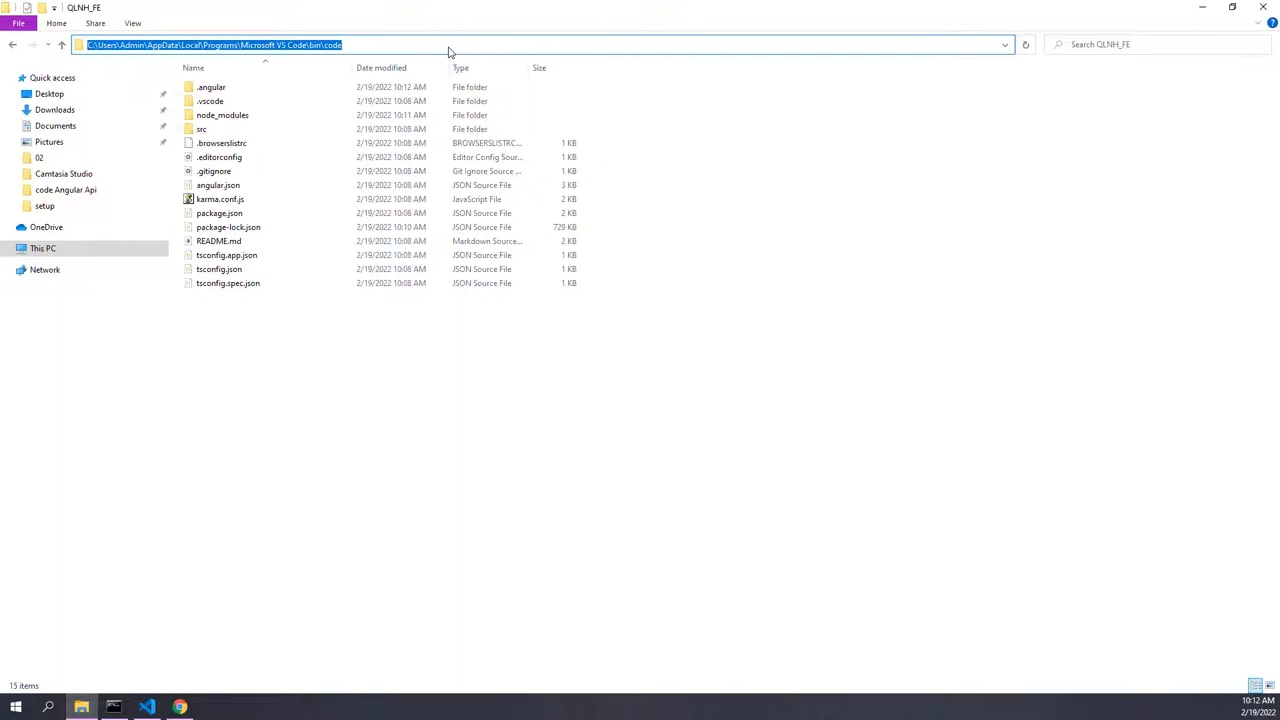 QLNH_FE
File Home Share View
C:\Users\Admin\AppData\Local\Programs\Microsoft VS Code\bin\code
Search QLNH_FE
Name Date modified Type Size
Quick access
Desktop
Downloads
Documents
Pictures
02
Camtasia Studio
code Angular Api
setup
OneDrive
This PC
Network
.angular 2/19/2022 10:12 AM File folder
.vscode 2/19/2022 10:08 AM File folder
node_modules 2/19/2022 10:11 AM File folder
src 2/19/2022 10:08 AM File folder
.browserslistrc 2/19/2022 10:08 AM BROWSERSLISTRC... 1 KB
.editorconfig 2/19/2022 10:08 AM Editor Config Sour... 1 KB
.gitignore 2/19/2022 10:08 AM Git Ignore Source ... 1 KB
angular.json 2/19/2022 10:08 AM JSON Source File 3 KB
karma.conf.js 2/19/2022 10:08 AM JavaScript File 2 KB
package.json 2/19/2022 10:08 AM JSON Source File 2 KB
package-lock.json 2/19/2022 10:10 AM JSON Source File 729 KB
README.md 2/19/2022 10:08 AM Markdown Source... 2 KB
tsconfig.app.json 2/19/2022 10:08 AM JSON Source File 1 KB
tsconfig.json 2/19/2022 10:08 AM JSON Source File 1 KB
tsconfig.spec.json 2/19/2022 10:08 AM JSON Source File 1 KB
15 items
10:12 AM
2/19/2022